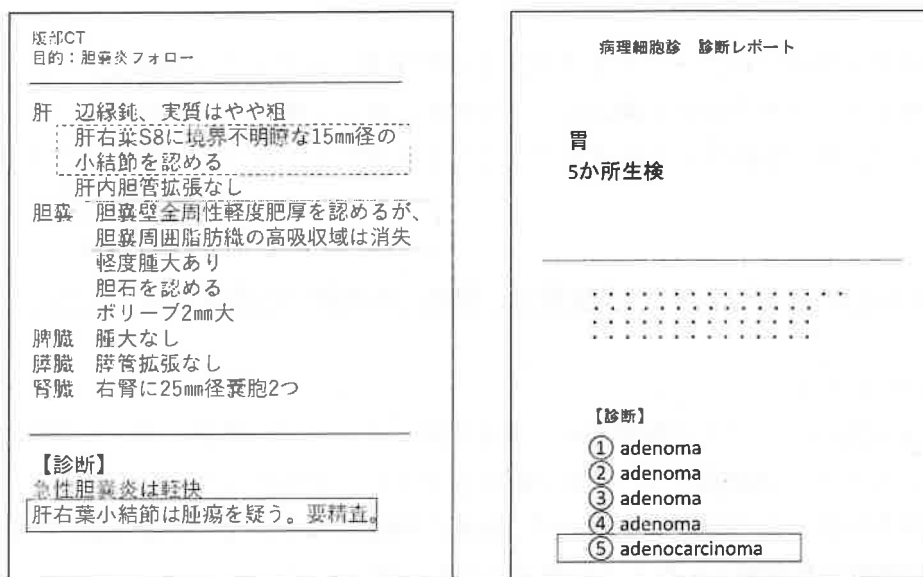 腹部CT
目的：胆嚢炎フォロー
肝 辺縁鈍、実質はやや粗
肝右葉S8に境界不明瞭な15mm径の
小結節を認める
肝内胆管拡張なし
胆嚢 胆嚢壁全周性軽度肥厚を認めるが、
胆嚢周囲脂肪織の高吸収域は消失
軽度腫大あり
胆石を認める
ポリープ2mm大
脾臓 腫大なし
膵臓 膵管拡張なし
腎臓 右腎に25mm径嚢胞2つ
【診断】
急性胆嚢炎は軽快
肝右葉小結節は腫瘍を疑う。要精査。
病理細胞診 診断レポート
胃
5か所生検
【診断】
① adenoma
② adenoma
③ adenoma
④ adenoma
⑤ adenocarcinoma